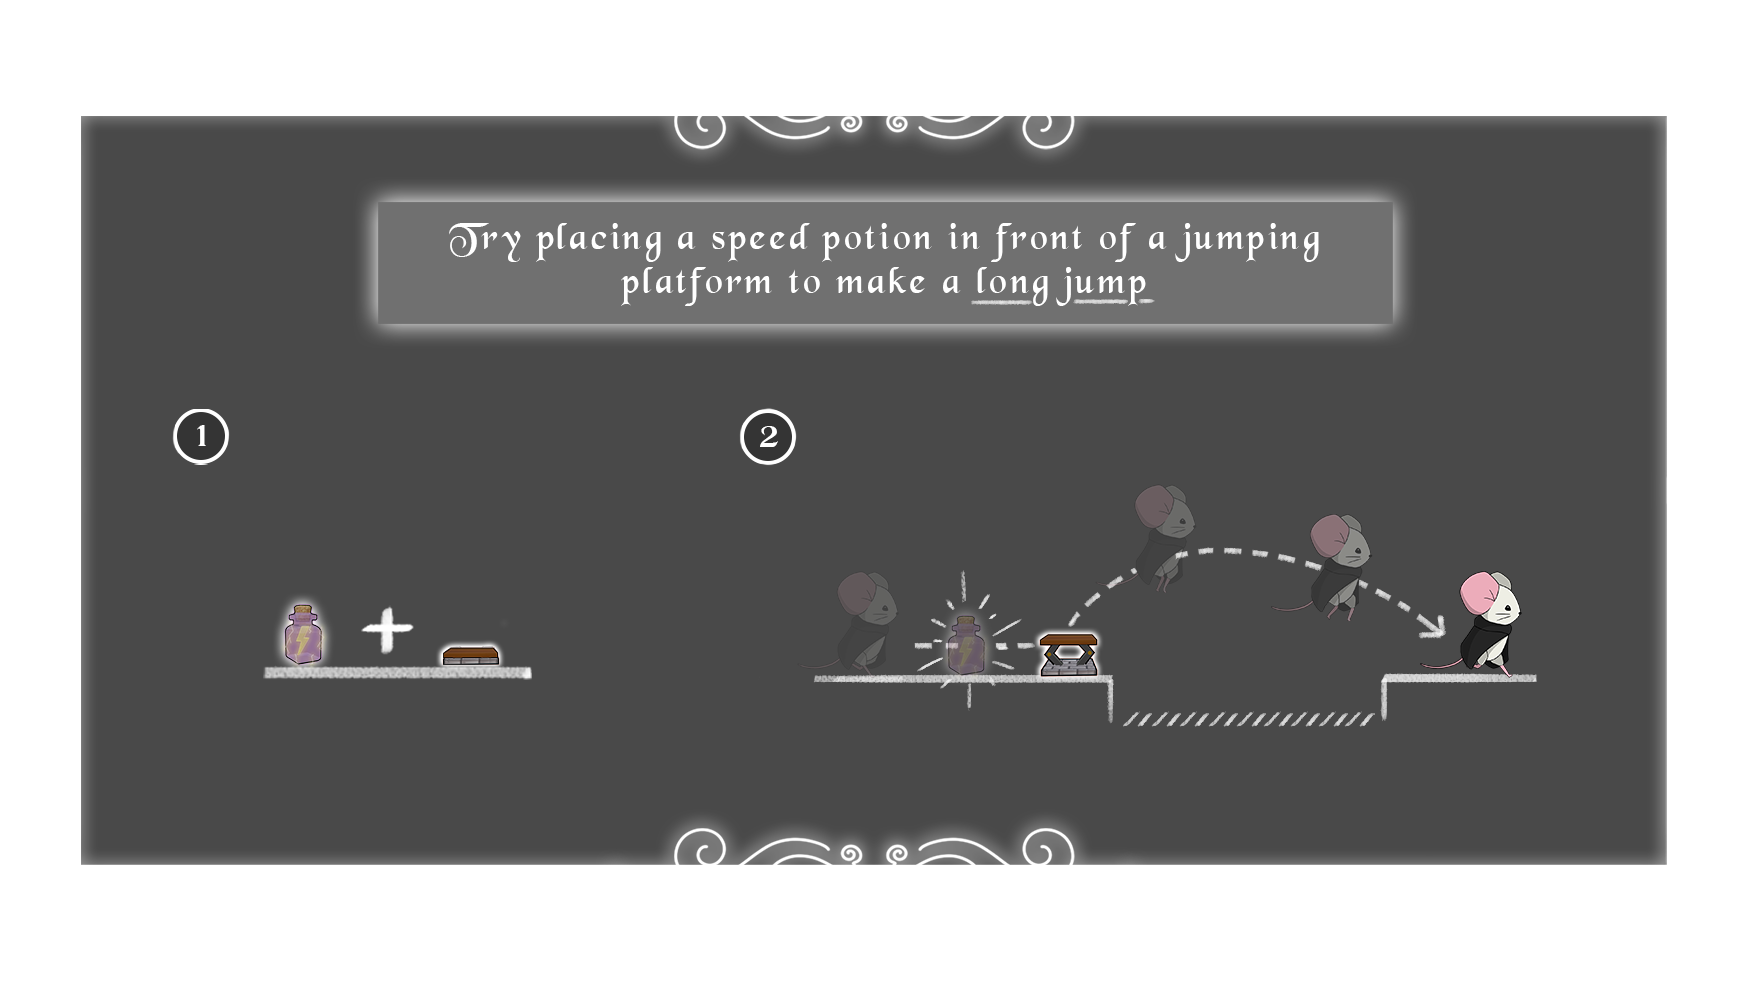 Try placing a speed potion in front of a jumping
platform to make a long jump
1
2